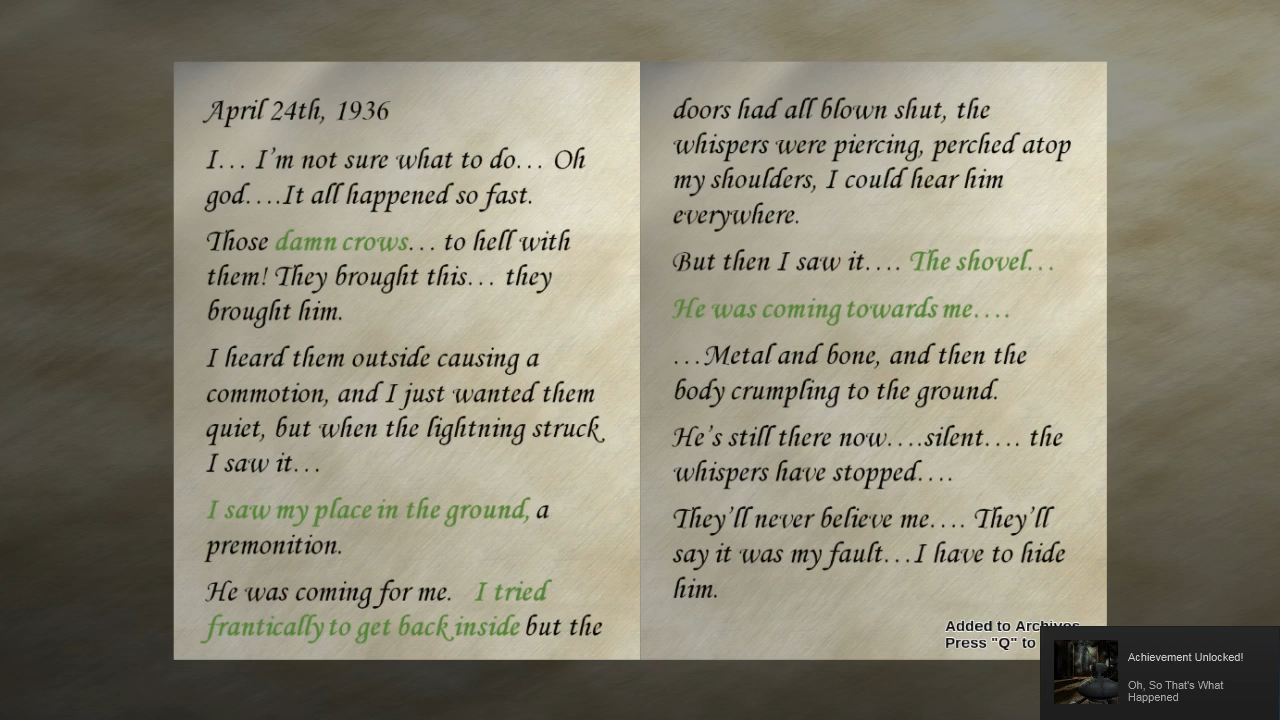 April 24th, 1936
I... I'm not sure what to do... Oh
god....It all happened so fast.
Those damn crows... to hell with
them! They brought this... they
brought him.
I heard them outside causing a
commotion, and I just wanted them
quiet, but when the lightning struck
I saw it...
I saw my place in the ground, a
premonition.
He was coming for me. I tried
frantically to get back inside but the
doors had all blown shut, the
whispers were piercing, perched atop
my shoulders, I could hear him
everywhere.
But then I saw it.... The shovel...
He was coming towards me....
...Metal and bone, and then the
body crumpling to the ground.
He's still there now....silent.... the
whispers have stopped....
They'll never believe me.... They'll
say it was my fault...I have to hide
him.
Added to Archives
Press "Q" to
Achievement Unlocked!
Oh, So That's What
Happened